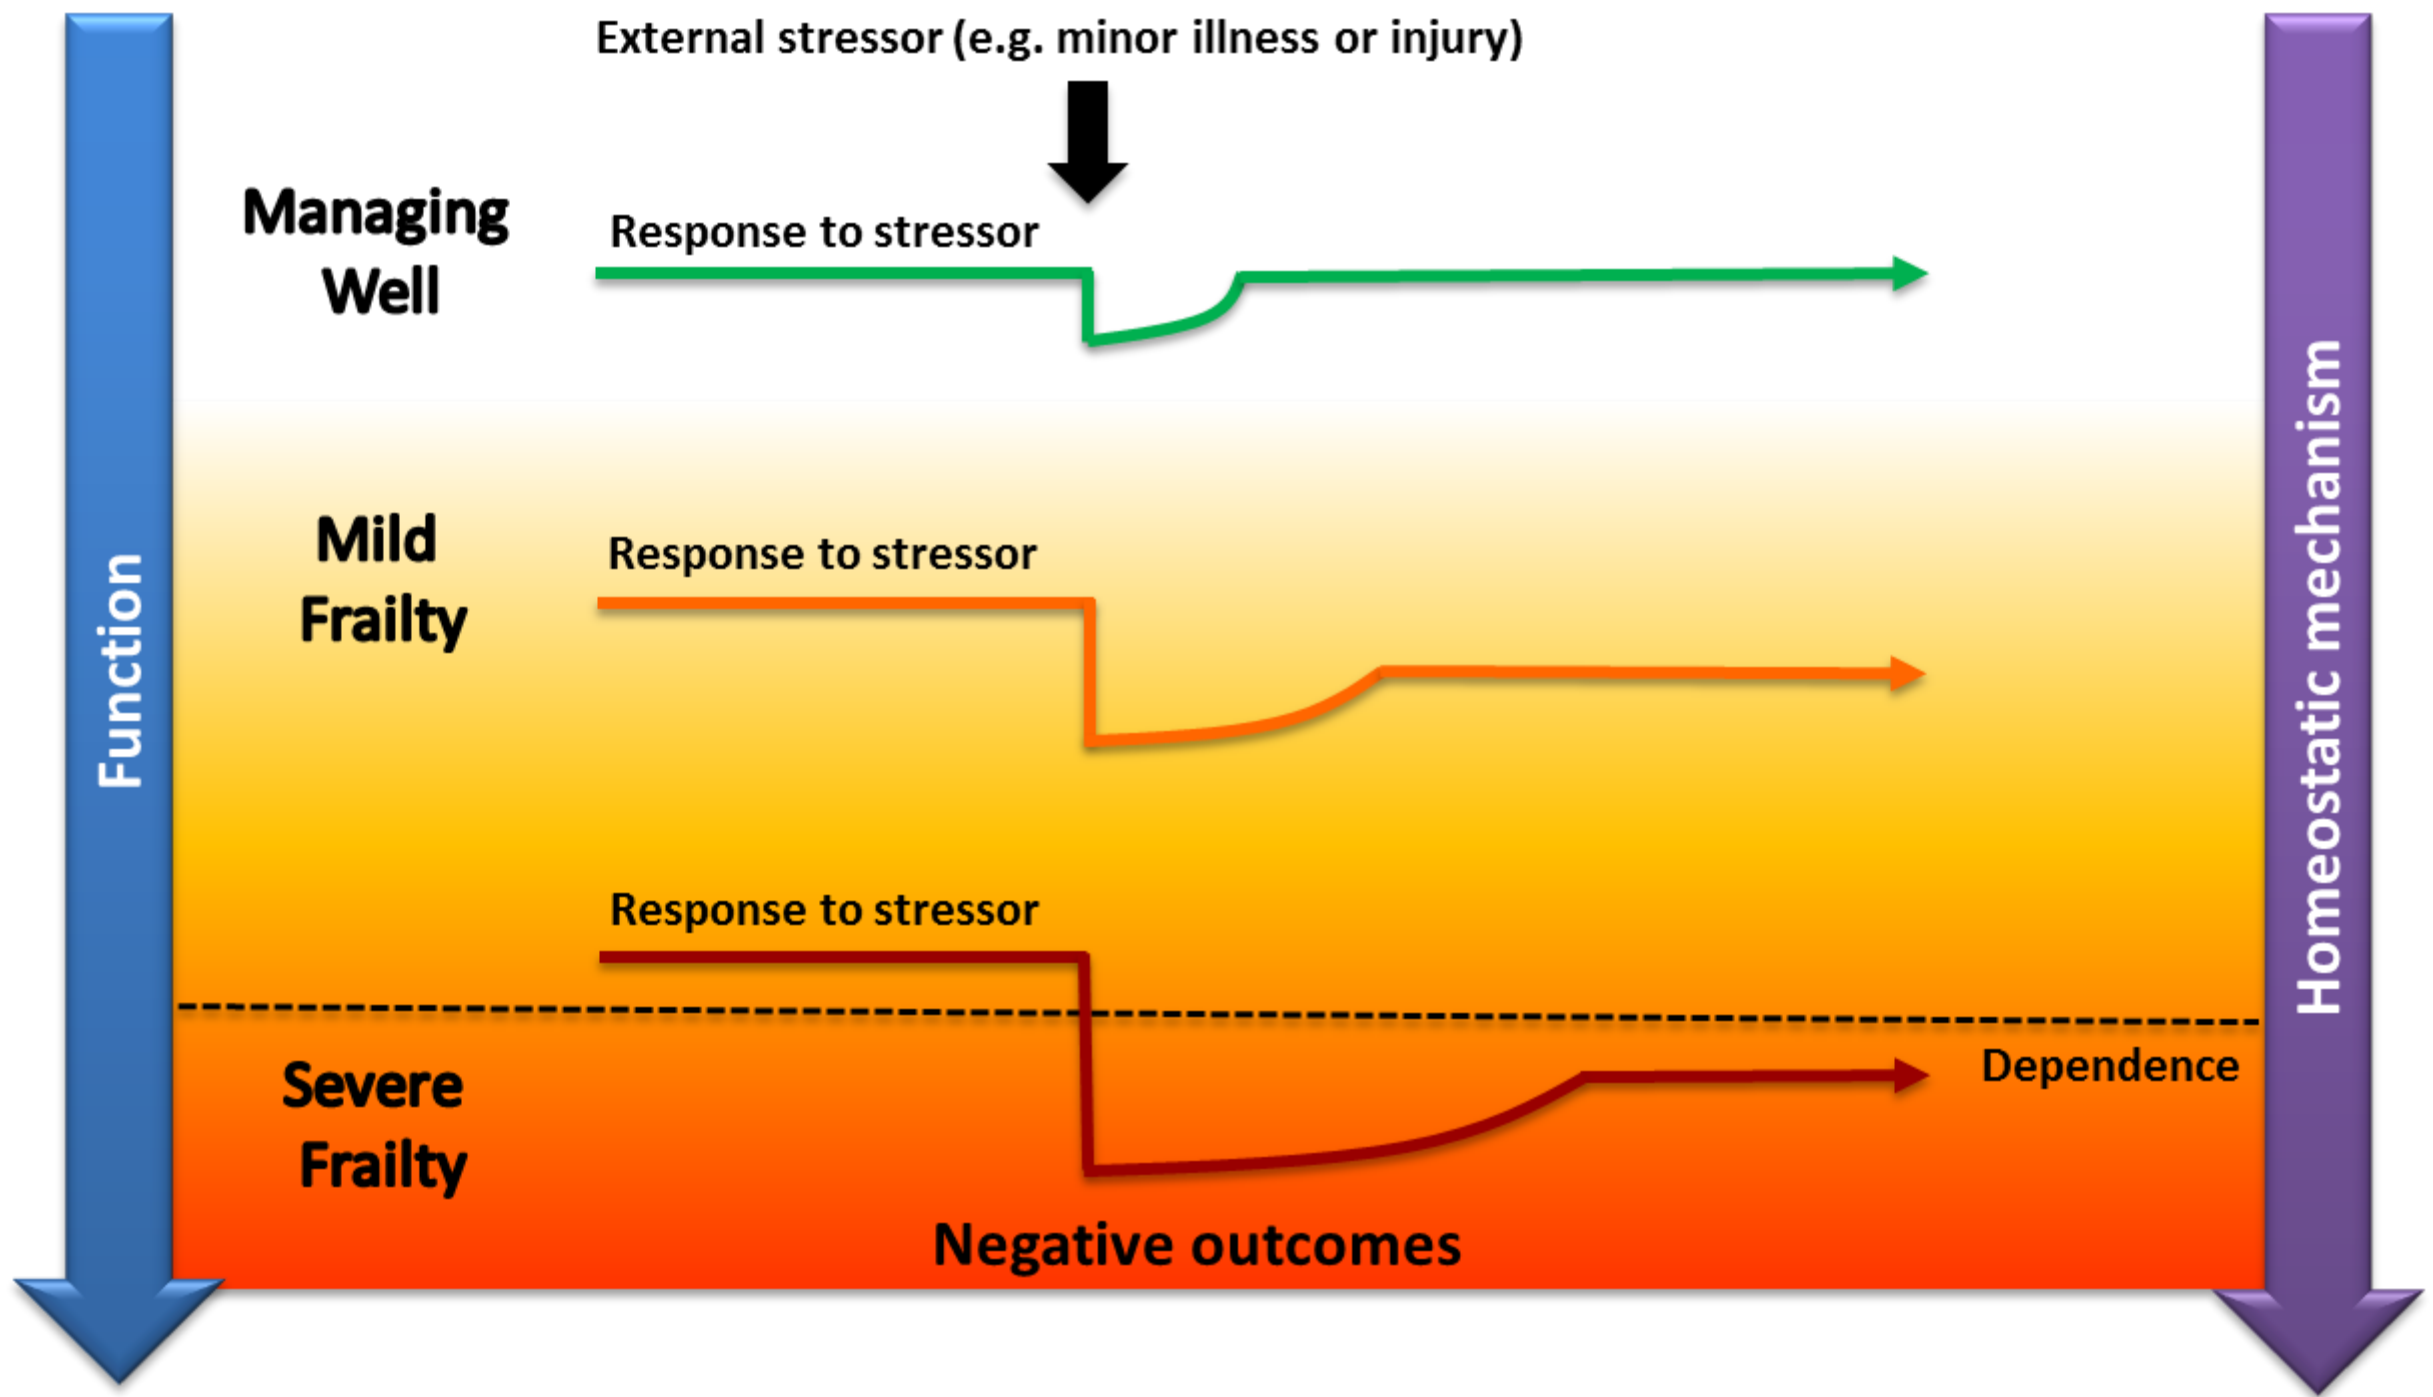 External stressor (e.g. minor illness or injury)
Managing
Well
Response to stressor
Mild
Frailty
Response to stressor
Function
Homeostatic mechanism
Response to stressor
Severe
Frailty
Dependence
Negative outcomes